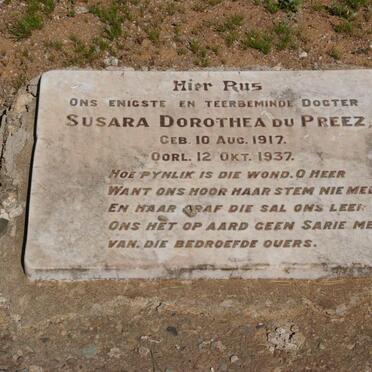 Hier Rus
Ons enigste en teerbeminde dogter
Susara Dorothea du Preez,
Geb. 10 Aug. 1917.
Oorl. 12 Okt. 1937.
Hoe pynlik is die wond, O Heer
Want ons hoor haar stem nie
En haar graf die sal ons
Ons het op aard geen Sarie
Van, die bedroefde ouers.